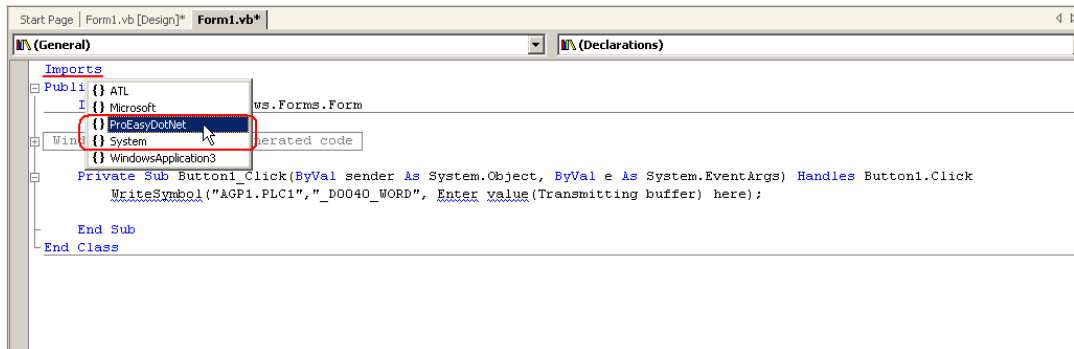 Start Page Form1.vb [Design]* Form1.vb*
(General) (Declarations)
Imports
Publi
{} ATL
I {} Microsoft ws.Forms.Form
{} ProEasyDotNet
Wind {} System nerated code
{} WindowsApplication3
Private Sub Button1_Click(ByVal sender As System.Object, ByVal e As System.EventArgs) Handles Button1.Click
WriteSymbol("AGP1.PLC1","_D0040_WORD", Enter value(Transmitting buffer) here);
End Sub
End Class